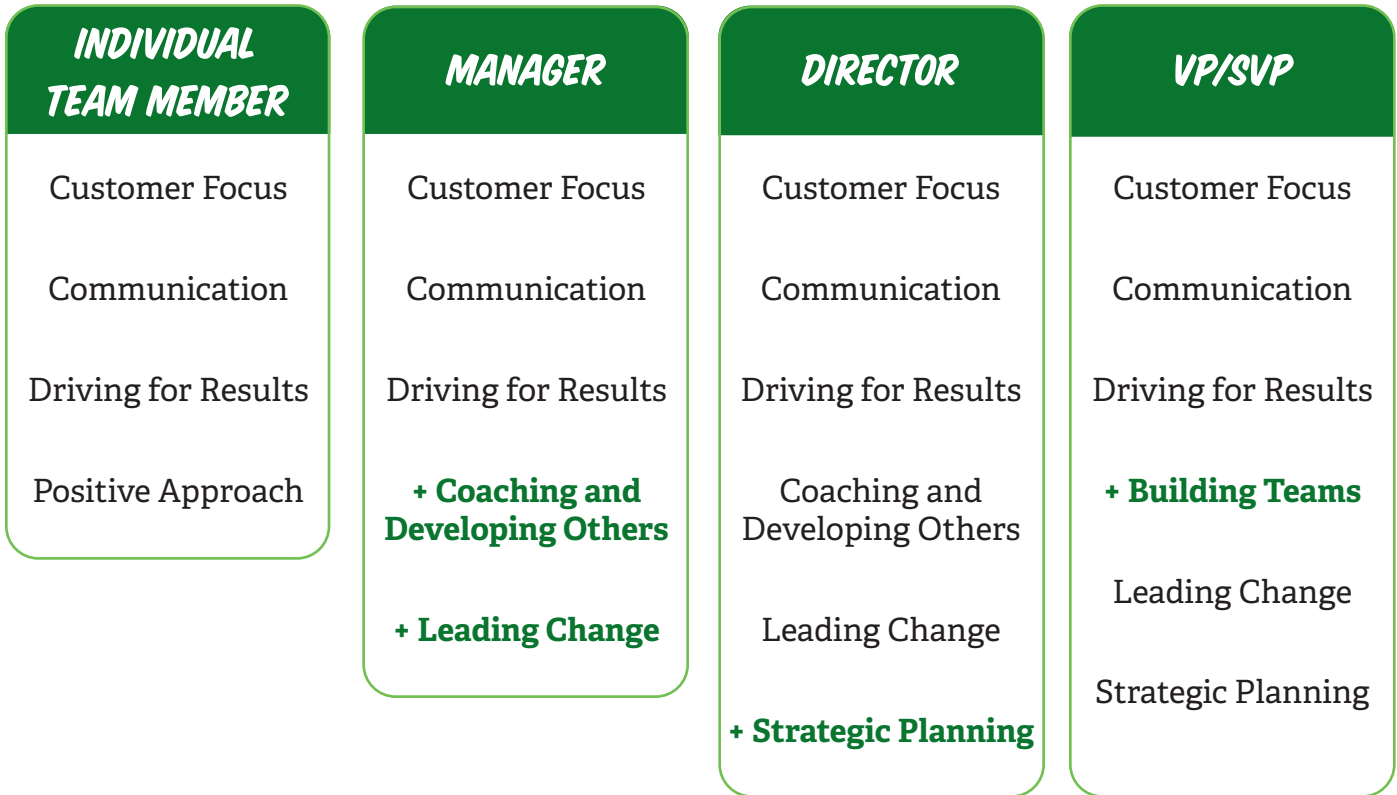 INDIVIDUAL
TEAM MEMBER
Customer Focus
Communication
Driving for Results
Positive Approach
MANAGER
Customer Focus
Communication
Driving for Results
+ Coaching and
Developing Others
+ Leading Change
DIRECTOR
Customer Focus
Communication
Driving for Results
Coaching and
Developing Others
Leading Change
+ Strategic Planning
VP/SVP
Customer Focus
Communication
Driving for Results
+ Building Teams
Leading Change
Strategic Planning